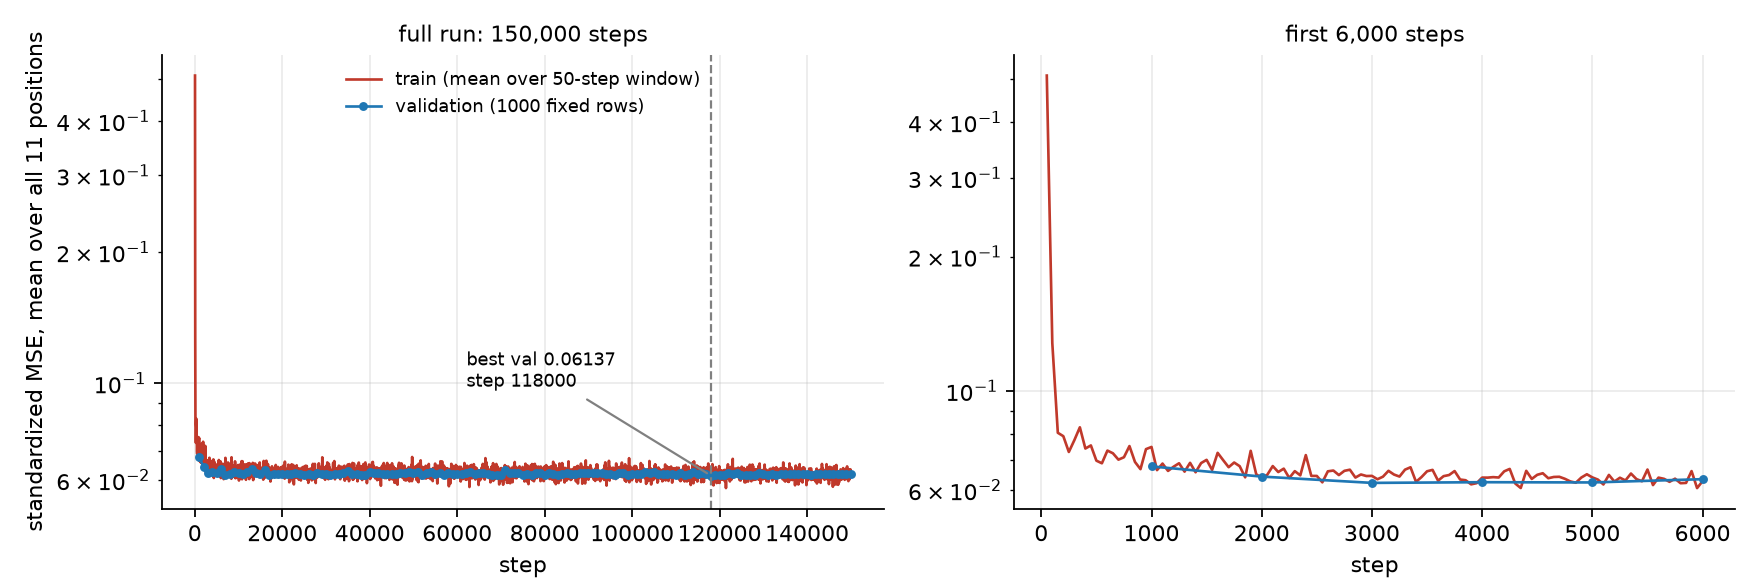 full run: 150,000 steps
standardized MSE, mean over all 11 positions
train (mean over 50-step window)
validation (1000 fixed rows)
4 × 10⁻¹
3 × 10⁻¹
2 × 10⁻¹
10⁻¹
6 × 10⁻²
best val 0.06137
step 118000
0 20000 40000 60000 80000 100000 120000 140000
step
first 6,000 steps
4 × 10⁻¹
3 × 10⁻¹
2 × 10⁻¹
10⁻¹
6 × 10⁻²
0 1000 2000 3000 4000 5000 6000
step